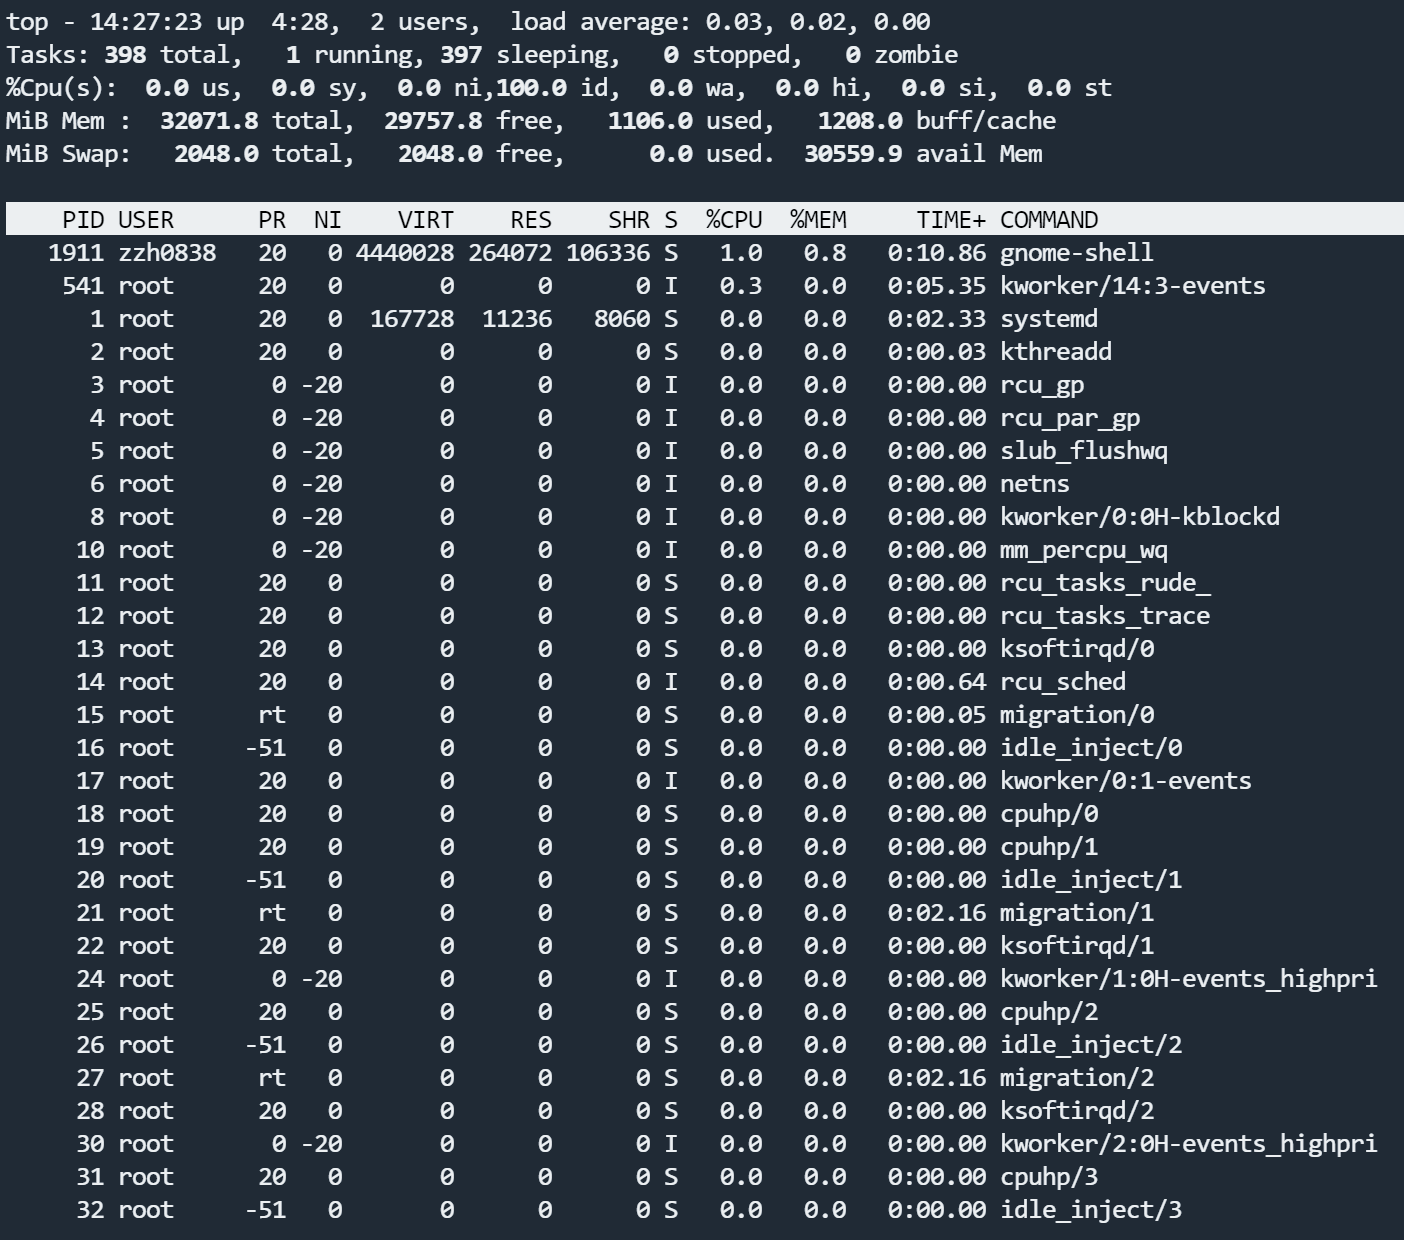 top - 14:27:23 up  4:28,  2 users,  load average: 0.03, 0.02, 0.00
Tasks: 398 total,   1 running, 397 sleeping,   0 stopped,   0 zombie
%Cpu(s):  0.0 us,  0.0 sy,  0.0 ni,100.0 id,  0.0 wa,  0.0 hi,  0.0 si,  0.0 st
MiB Mem :  32071.8 total,  29757.8 free,   1106.0 used,   1208.0 buff/cache
MiB Swap:   2048.0 total,   2048.0 free,      0.0 used.  30559.9 avail Mem
    PID USER      PR  NI    VIRT    RES    SHR S  %CPU  %MEM     TIME+ COMMAND
   1911 zzh0838   20   0 4440028 264072 106336 S   1.0   0.8   0:10.86 gnome-shell
    541 root      20   0       0      0      0 I   0.3   0.0   0:05.35 kworker/14:3-events
      1 root      20   0  167728  11236   8060 S   0.0   0.0   0:02.33 systemd
      2 root      20   0       0      0      0 S   0.0   0.0   0:00.03 kthreadd
      3 root       0 -20       0      0      0 I   0.0   0.0   0:00.00 rcu_gp
      4 root       0 -20       0      0      0 I   0.0   0.0   0:00.00 rcu_par_gp
      5 root       0 -20       0      0      0 I   0.0   0.0   0:00.00 slub_flushwq
      6 root       0 -20       0      0      0 I   0.0   0.0   0:00.00 netns
      8 root       0 -20       0      0      0 I   0.0   0.0   0:00.00 kworker/0:0H-kblockd
     10 root       0 -20       0      0      0 I   0.0   0.0   0:00.00 mm_percpu_wq
     11 root      20   0       0      0      0 S   0.0   0.0   0:00.00 rcu_tasks_rude_
     12 root      20   0       0      0      0 S   0.0   0.0   0:00.00 rcu_tasks_trace
     13 root      20   0       0      0      0 S   0.0   0.0   0:00.00 ksoftirqd/0
     14 root      20   0       0      0      0 I   0.0   0.0   0:00.64 rcu_sched
     15 root      rt   0       0      0      0 S   0.0   0.0   0:00.05 migration/0
     16 root     -51   0       0      0      0 S   0.0   0.0   0:00.00 idle_inject/0
     17 root      20   0       0      0      0 I   0.0   0.0   0:00.00 kworker/0:1-events
     18 root      20   0       0      0      0 S   0.0   0.0   0:00.00 cpuhp/0
     19 root      20   0       0      0      0 S   0.0   0.0   0:00.00 cpuhp/1
     20 root     -51   0       0      0      0 S   0.0   0.0   0:00.00 idle_inject/1
     21 root      rt   0       0      0      0 S   0.0   0.0   0:02.16 migration/1
     22 root      20   0       0      0      0 S   0.0   0.0   0:00.00 ksoftirqd/1
     24 root       0 -20       0      0      0 I   0.0   0.0   0:00.00 kworker/1:0H-events_highpri
     25 root      20   0       0      0      0 S   0.0   0.0   0:00.00 cpuhp/2
     26 root     -51   0       0      0      0 S   0.0   0.0   0:00.00 idle_inject/2
     27 root      rt   0       0      0      0 S   0.0   0.0   0:02.16 migration/2
     28 root      20   0       0      0      0 S   0.0   0.0   0:00.00 ksoftirqd/2
     30 root       0 -20       0      0      0 I   0.0   0.0   0:00.00 kworker/2:0H-events_highpri
     31 root      20   0       0      0      0 S   0.0   0.0   0:00.00 cpuhp/3
     32 root     -51   0       0      0      0 S   0.0   0.0   0:00.00 idle_inject/3